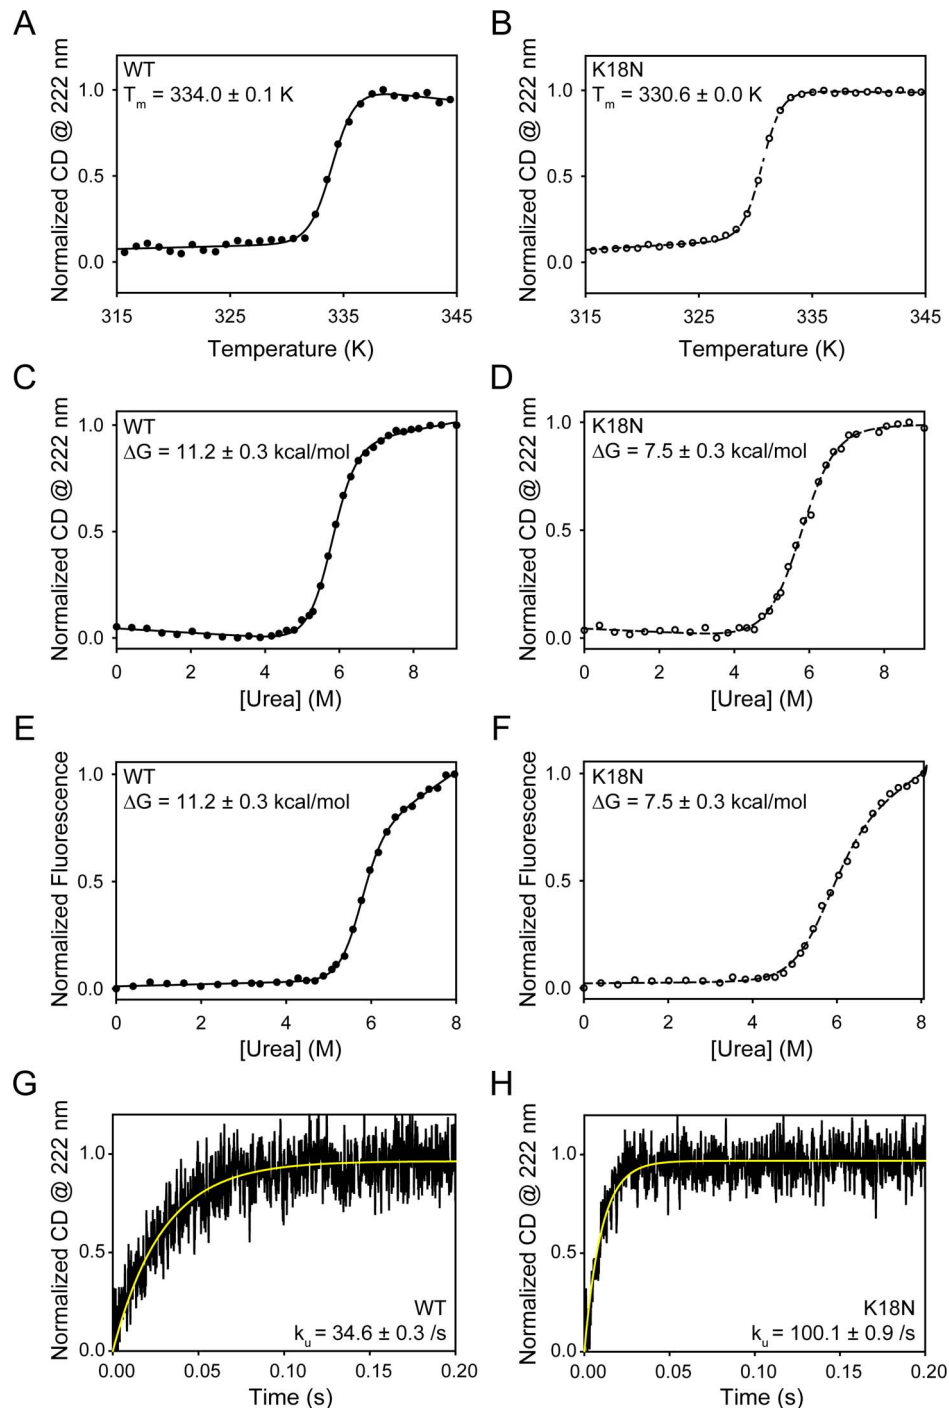 A
Normalized CD @ 222 nm
WT
Tm = 334.0 ± 0.1 K
1.0
0.5
0.0
315 325 335 345
Temperature (K)
B
Normalized CD @ 222 nm
K18N
Tm = 330.6 ± 0.0 K
1.0
0.5
0.0
315 325 335 345
Temperature (K)
C
Normalized CD @ 222 nm
WT
ΔG = 11.2 ± 0.3 kcal/mol
1.0
0.5
0.0
0 2 4 6 8
[Urea] (M)
D
Normalized CD @ 222 nm
K18N
ΔG = 7.5 ± 0.3 kcal/mol
1.0
0.5
0.0
0 2 4 6 8
[Urea] (M)
E
Normalized Fluorescence
WT
ΔG = 11.2 ± 0.3 kcal/mol
1.0
0.5
0.0
0 2 4 6 8
[Urea] (M)
F
Normalized Fluorescence
K18N
ΔG = 7.5 ± 0.3 kcal/mol
1.0
0.5
0.0
0 2 4 6 8
[Urea] (M)
G
Normalized CD @ 222 nm
1.0
0.5
0.0
WT
ku = 34.6 ± 0.3 /s
0.00 0.05 0.10 0.15 0.20
Time (s)
H
Normalized CD @ 222 nm
1.0
0.5
0.0
K18N
ku = 100.1 ± 0.9 /s
0.00 0.05 0.10 0.15 0.20
Time (s)